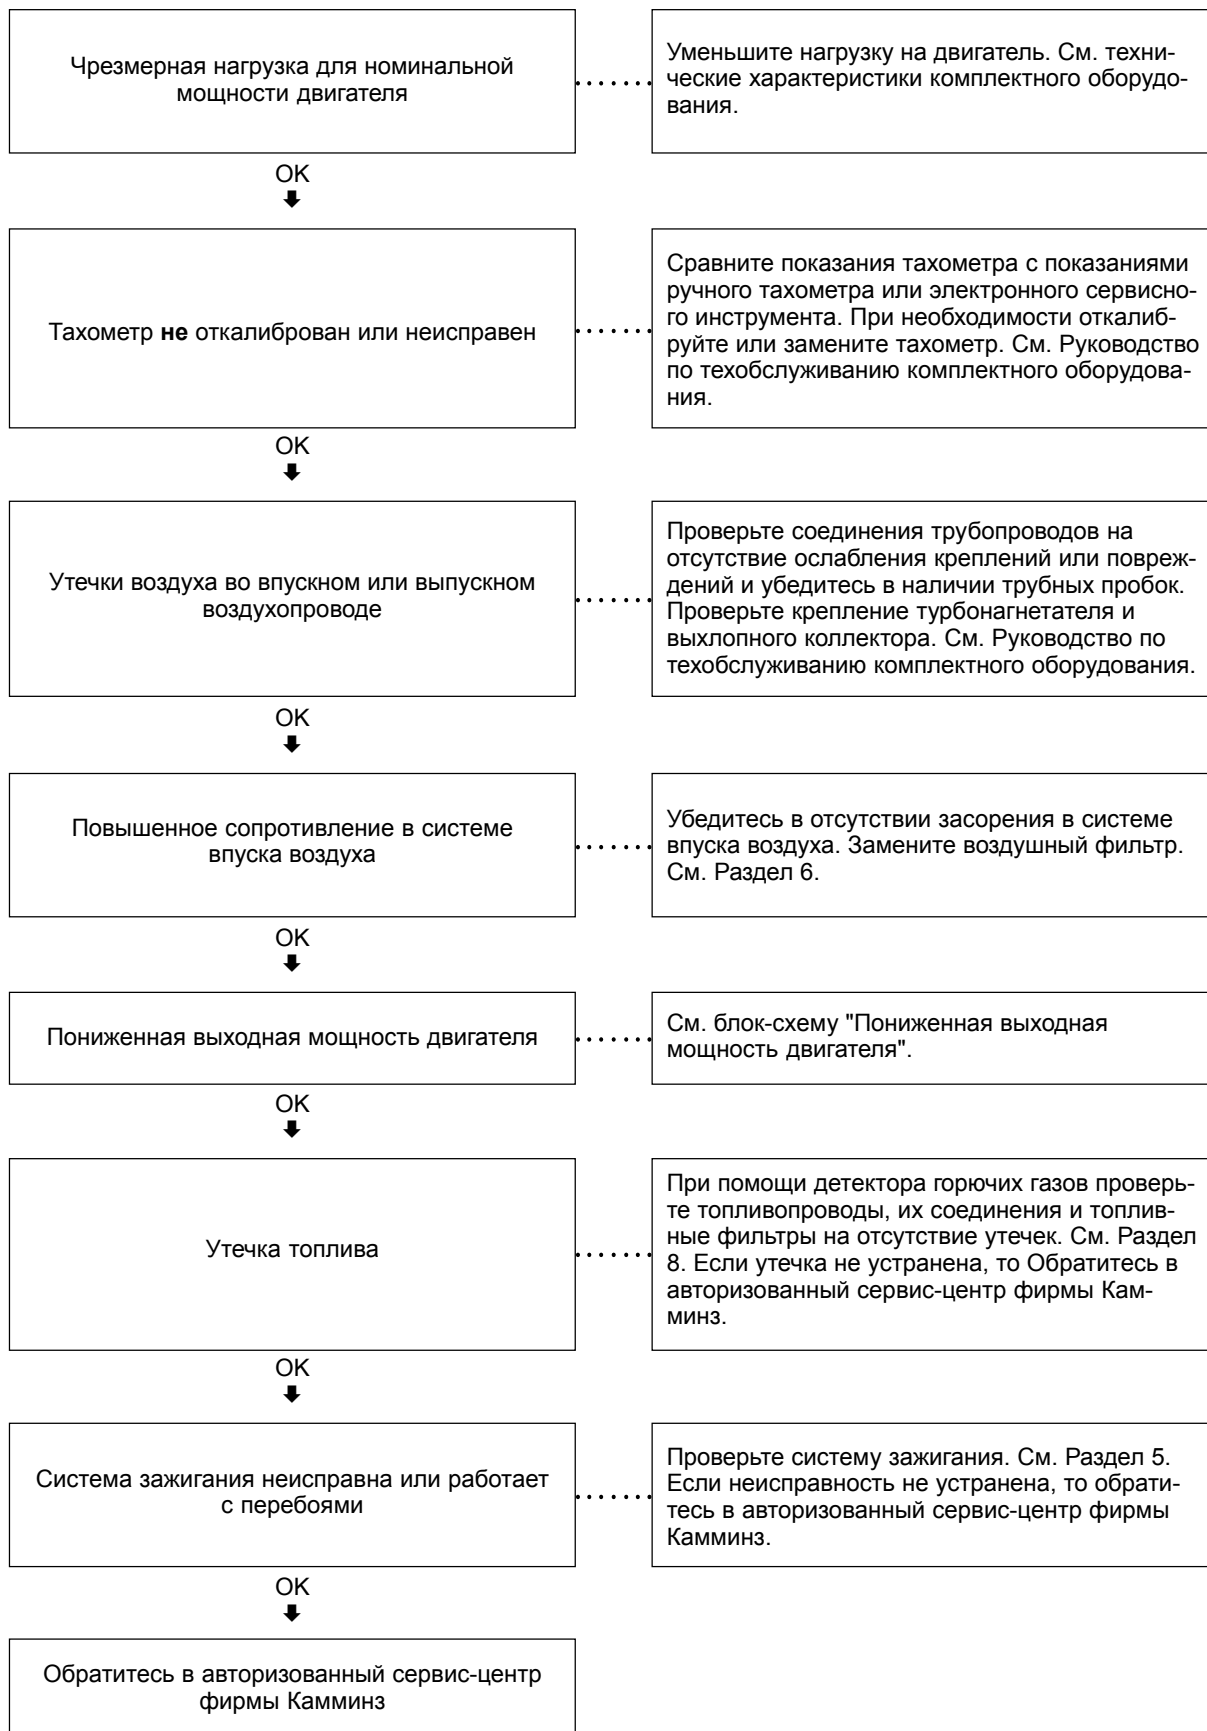 Чрезмерная нагрузка для номинальной
мощности двигателя
Уменьшите нагрузку на двигатель. См. техни-
ческие характеристики комплектного оборудо-
вания.
OK
Тахометр не откалиброван или неисправен
Сравните показания тахометра с показаниями
ручного тахометра или электронного сервисно-
го инструмента. При необходимости откалиб-
руйте или замените тахометр. См. Руководство
по техобслуживанию комплектного оборудова-
ния.
OK
Утечки воздуха во впускном или выпускном
воздухопроводе
Проверьте соединения трубопроводов на
отсутствие ослабления креплений или повреж-
дений и убедитесь в наличии трубных пробок.
Проверьте крепление турбонагнетателя и
выхлопного коллектора. См. Руководство по
техобслуживанию комплектного оборудования.
OK
Повышенное сопротивление в системе
впуска воздуха
Убедитесь в отсутствии засорения в системе
впуска воздуха. Замените воздушный фильтр.
См. Раздел 6.
OK
Пониженная выходная мощность двигателя
См. блок-схему "Пониженная выходная
мощность двигателя".
OK
Утечка топлива
При помощи детектора горючих газов проверь-
те топливопроводы, их соединения и топлив-
ные фильтры на отсутствие утечек. См. Раздел
8. Если утечка не устранена, то Обратитесь в
авторизованный сервис-центр фирмы Кам-
минз.
OK
Система зажигания неисправна или работает
с перебоями
Проверьте систему зажигания. См. Раздел 5.
Если неисправность не устранена, то обрати-
тесь в авторизованный сервис-центр фирмы
Камминз.
OK
Обратитесь в авторизованный сервис-центр
фирмы Камминз